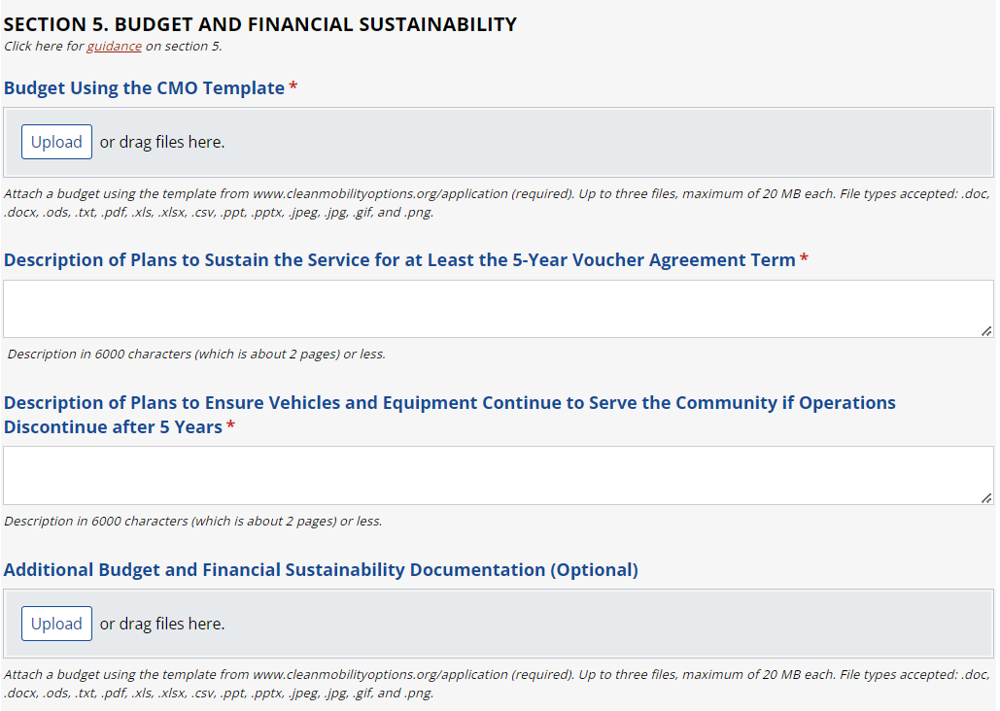 SECTION 5. BUDGET AND FINANCIAL SUSTAINABILITY
Click here for guidance on section 5.
Budget Using the CMO Template *
Upload or drag files here.
Attach a budget using the template from www.cleanmobilityoptions.org/application (required). Up to three files, maximum of 20 MB each. File types accepted: .doc,
.docx, .ods, .txt, .pdf, .xls, .xlsx, .csv, .ppt, .pptx, .jpeg, .jpg, .gif, and .png.
Description of Plans to Sustain the Service for at Least the 5-Year Voucher Agreement Term *
Description in 6000 characters (which is about 2 pages) or less.
Description of Plans to Ensure Vehicles and Equipment Continue to Serve the Community if Operations
Discontinue after 5 Years *
Description in 6000 characters (which is about 2 pages) or less.
Additional Budget and Financial Sustainability Documentation (Optional)
Upload or drag files here.
Attach a budget using the template from www.cleanmobilityoptions.org/application (required). Up to three files, maximum of 20 MB each. File types accepted: .doc,
.docx, .ods, .txt, .pdf, .xls, .xlsx, .csv, .ppt, .pptx, .jpeg, .jpg, .gif, and .png.